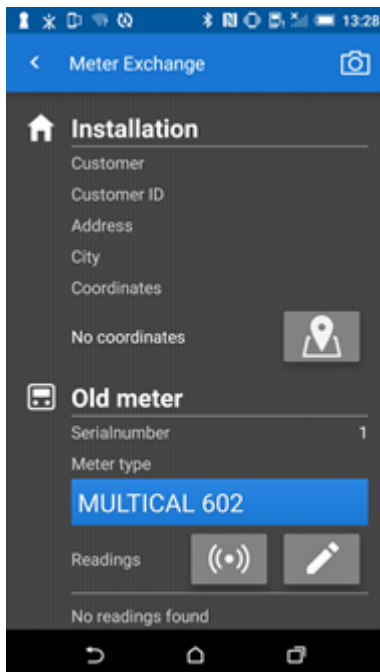 13:28
Meter Exchange
Installation
Customer
Customer ID
Address
City
Coordinates
No coordinates
Old meter
Serialnumber 1
Meter type
MULTICAL 602
Readings
No readings found